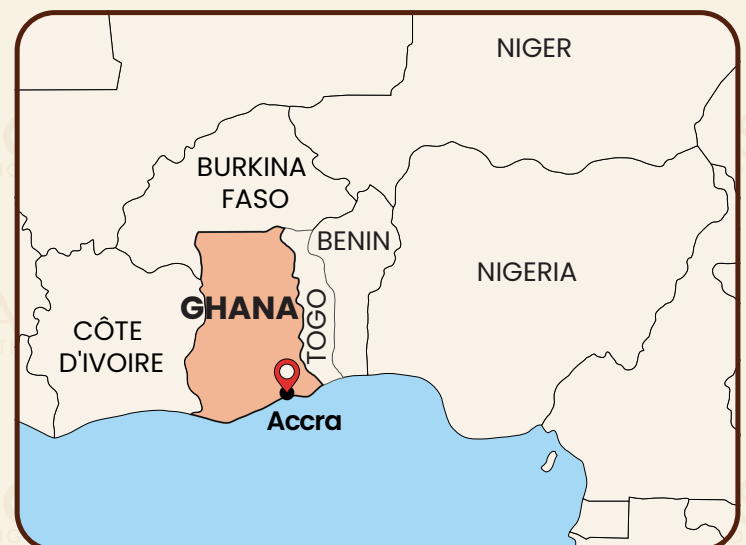 NIGER
BURKINA
FASO
BENIN
NIGERIA
GHANA
TOGO
CÔTE
D'IVOIRE
Accra